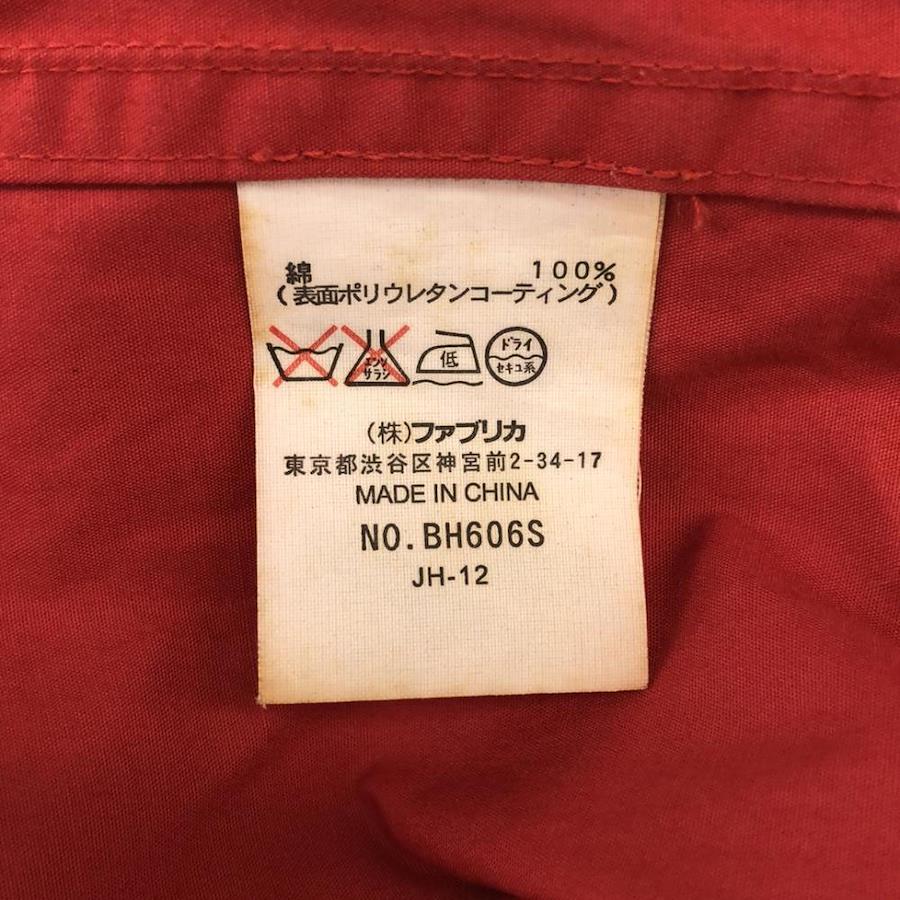 綿 100%
(表面ポリウレタンコーティング)
エンソ サラシ 低 ドライ セキユ系
(株)ファブリカ
東京都渋谷区神宮前2-34-17
MADE IN CHINA
NO.BH606S
JH-12